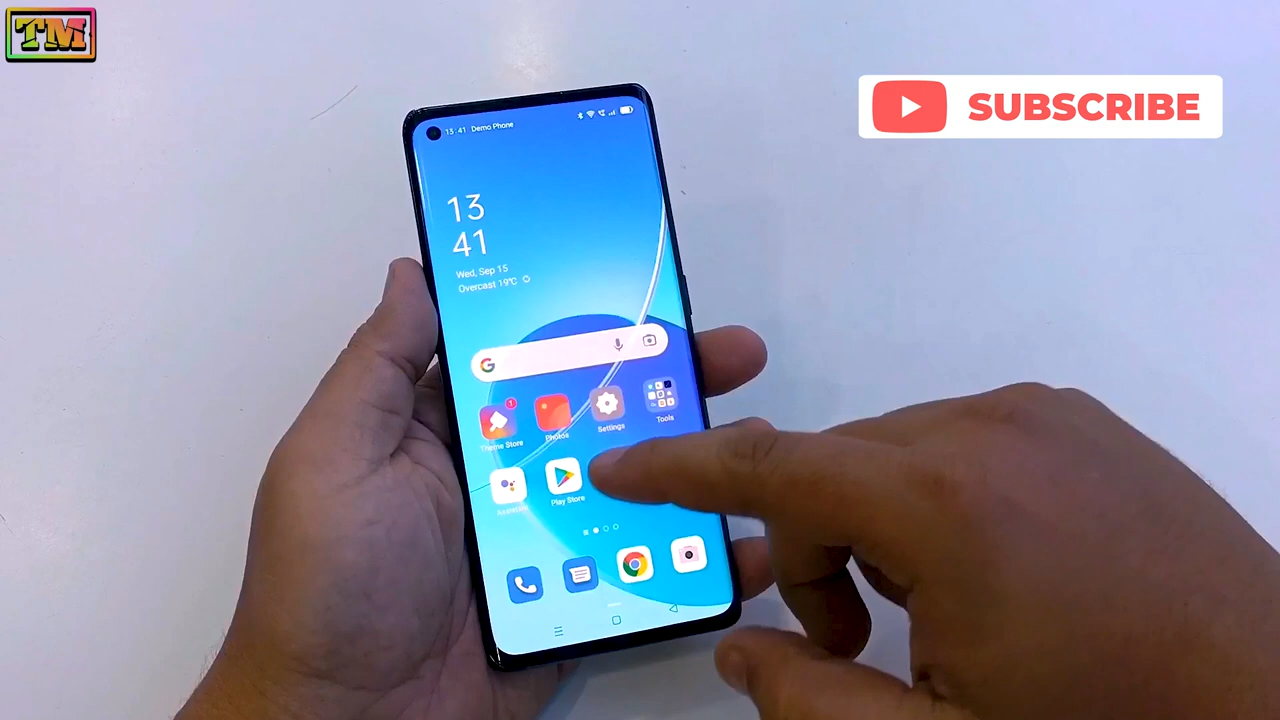 TM
SUBSCRIBE
13:41 Demo Phone
13
41
Wed, Sep 15
Overcast 19°C
Theme Store
Photos
Settings
Tools
Assistant
Play Store